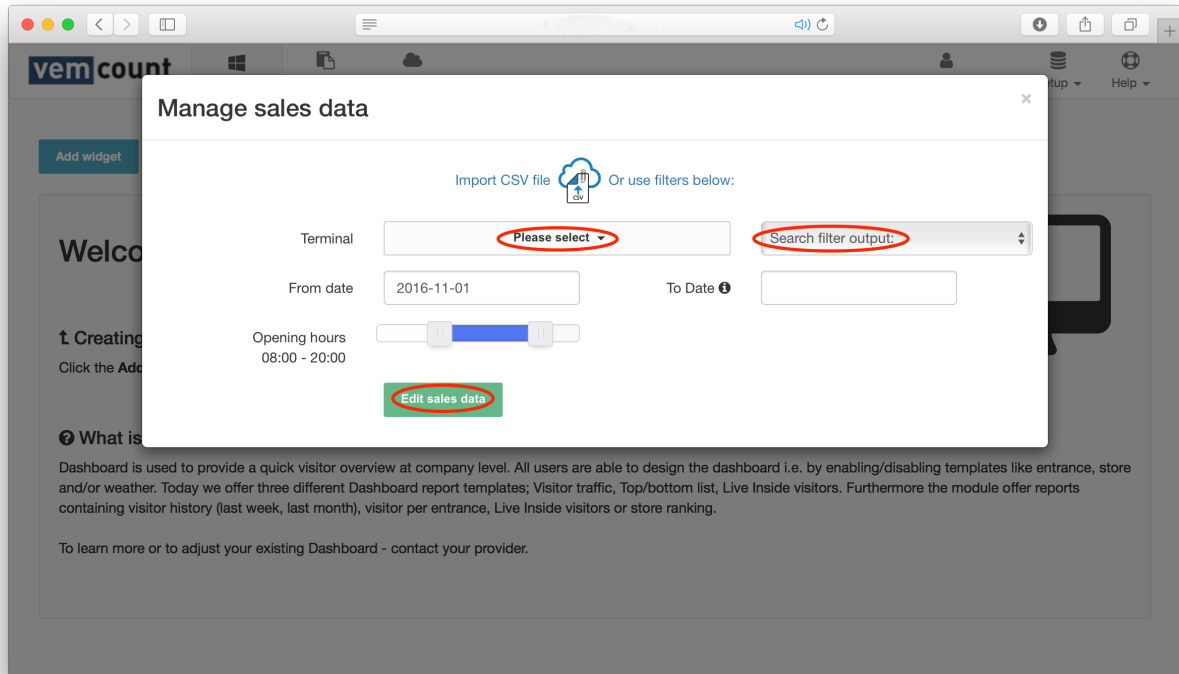 vemcount
tup
Help
Manage sales data
×
Add widget
Import CSV file
CSV
Or use filters below:
Terminal
Please select
Search filter output:
Welco
From date
2016-11-01
To Date
Creating
Opening hours
08:00 - 20:00
Click the Add
Edit sales data
What is
Dashboard is used to provide a quick visitor overview at company level. All users are able to design the dashboard i.e. by enabling/disabling templates like entrance, store
and/or weather. Today we offer three different Dashboard report templates; Visitor traffic, Top/bottom list, Live Inside visitors. Furthermore the module offer reports
containing visitor history (last week, last month), visitor per entrance, Live Inside visitors or store ranking.
To learn more or to adjust your existing Dashboard - contact your provider.